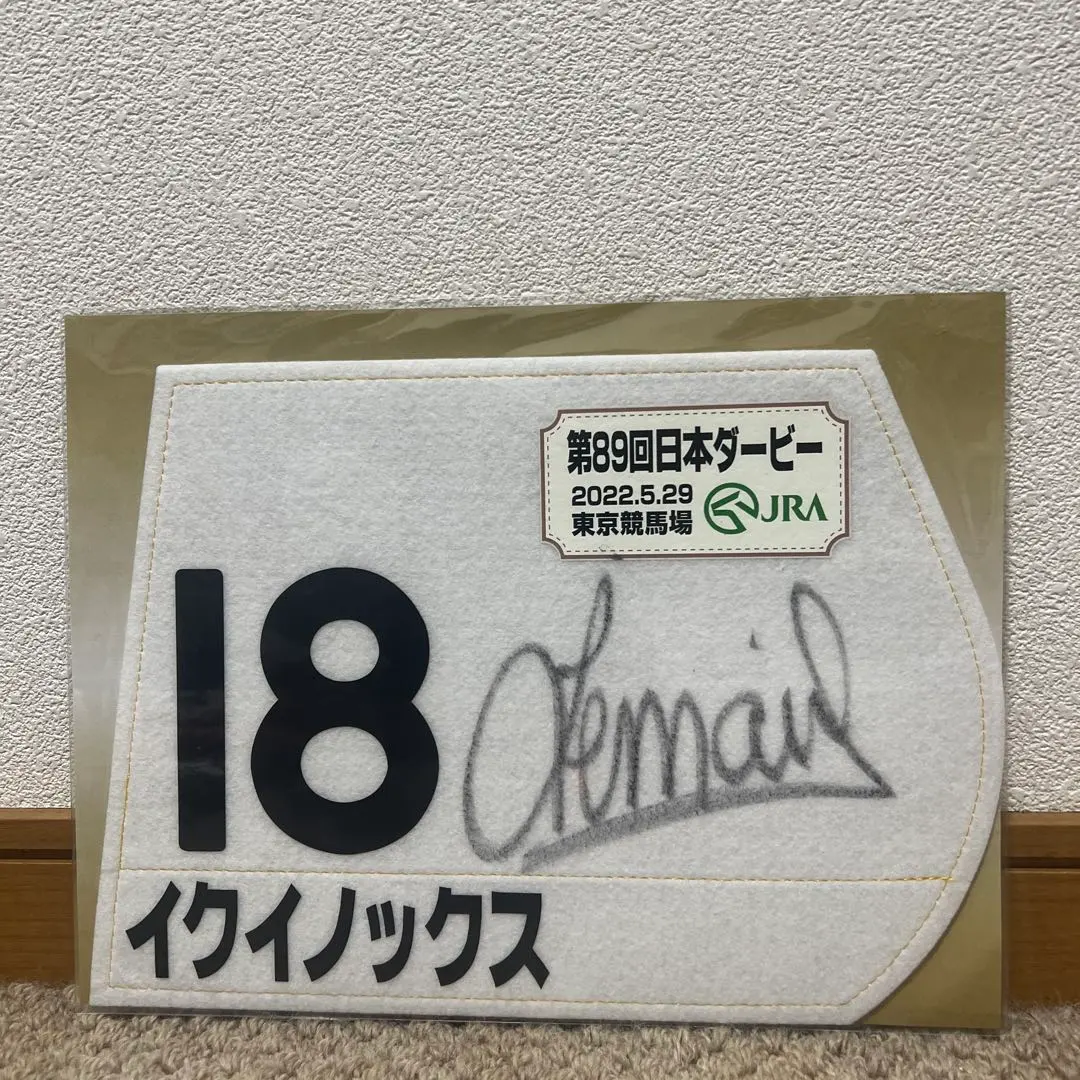 第89回日本ダービー
2022.5.29
東京競馬場
JRA
18
Lemaire
イクイノックス